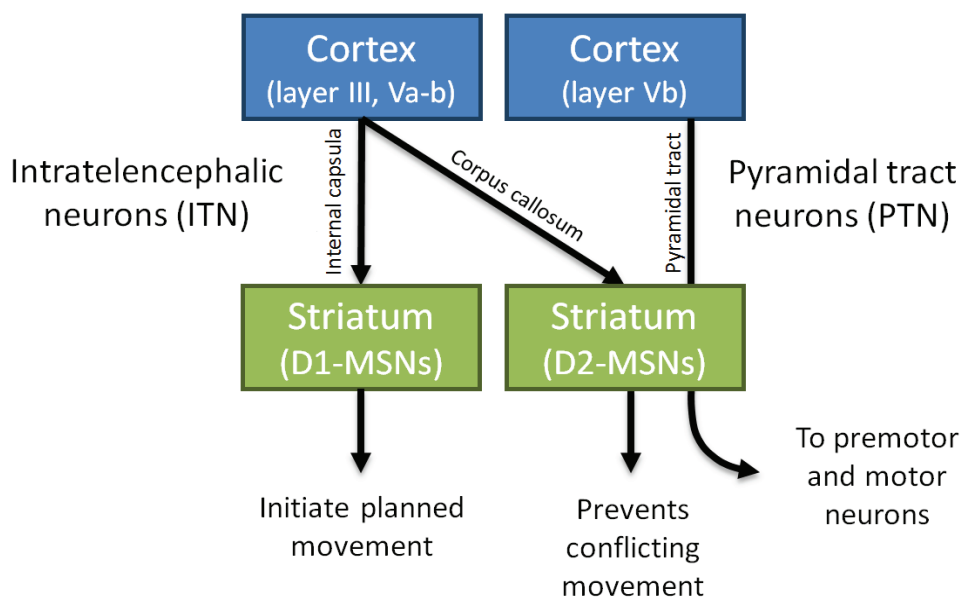 Cortex
(layer III, Va-b)
Cortex
(layer Vb)
Intratelencephalic
neurons (ITN)
Internal capsula
Corpus callosum
Pyramidal tract
Pyramidal tract
neurons (PTN)
Striatum
(D1-MSNs)
Striatum
(D2-MSNs)
Initiate planned
movement
Prevents
conflicting
movement
To premotor
and motor
neurons